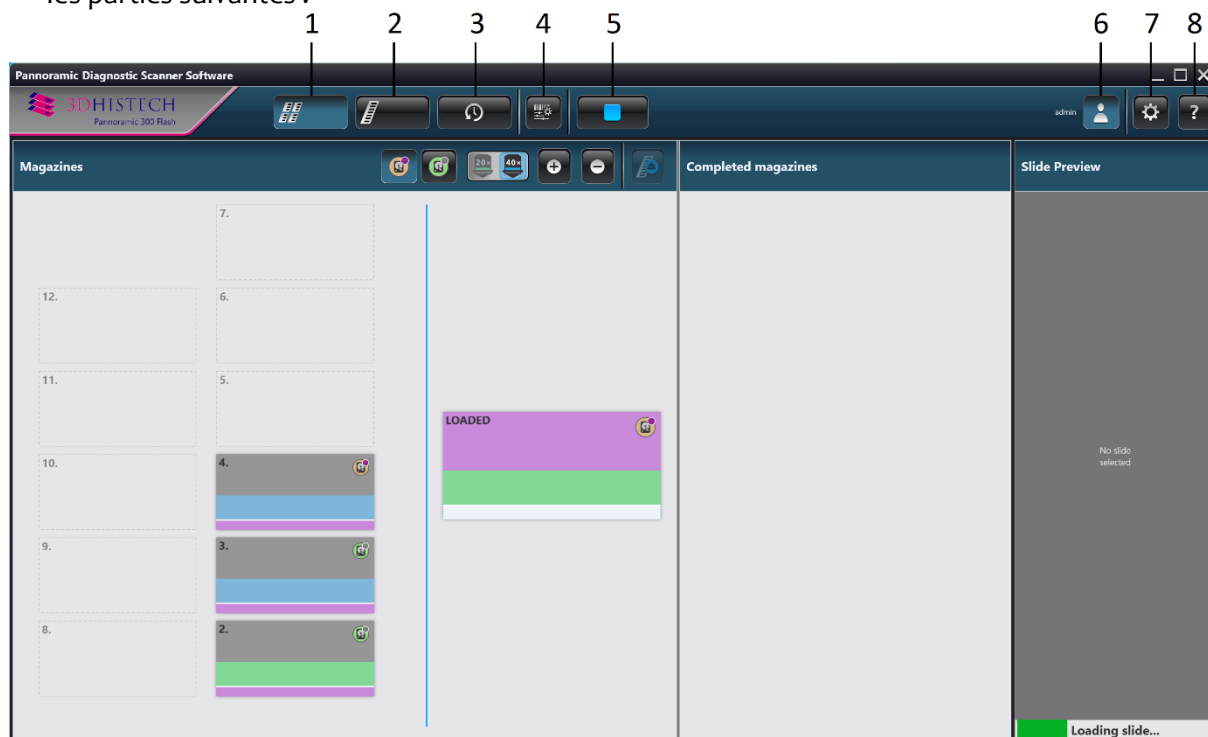 les parties suivantes :
1 2 3 4 5 6 7 8
Pannoramic Diagnostic Scanner Software
3DHISTECH
Pannoramic 300 Flash
admin
?
Magazines
20x 40x
Completed magazines
Slide Preview
7.
12. 6.
11. 5.
LOADED
10. 4.
No slide
selected
9. 3.
8. 2.
Loading slide...